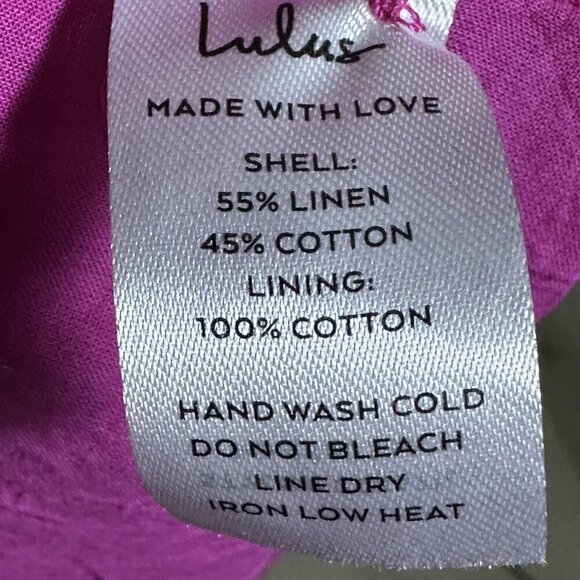 Lulus
MADE WITH LOVE
SHELL:
55% LINEN
45% COTTON
LINING:
100% COTTON
HAND WASH COLD
DO NOT BLEACH
LINE DRY
IRON LOW HEAT